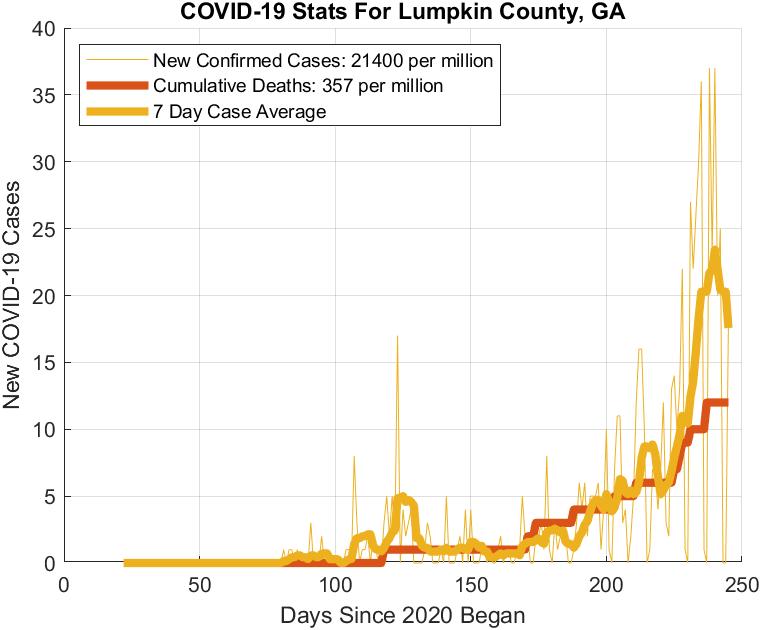 COVID-19 Stats For Lumpkin County, GA
40
35
30
25
20
15
10
5
0
New COVID-19 Cases
New Confirmed Cases: 21400 per million
Cumulative Deaths: 357 per million
7 Day Case Average
0 50 100 150 200 250
Days Since 2020 Began